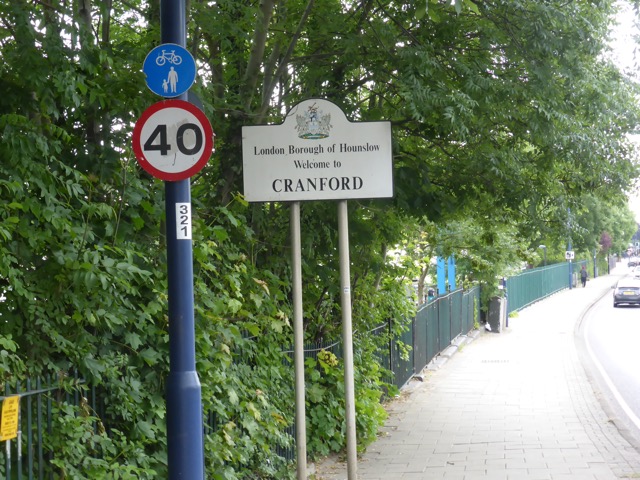 40
321
London Borough of Hounslow
Welcome to
CRANFORD